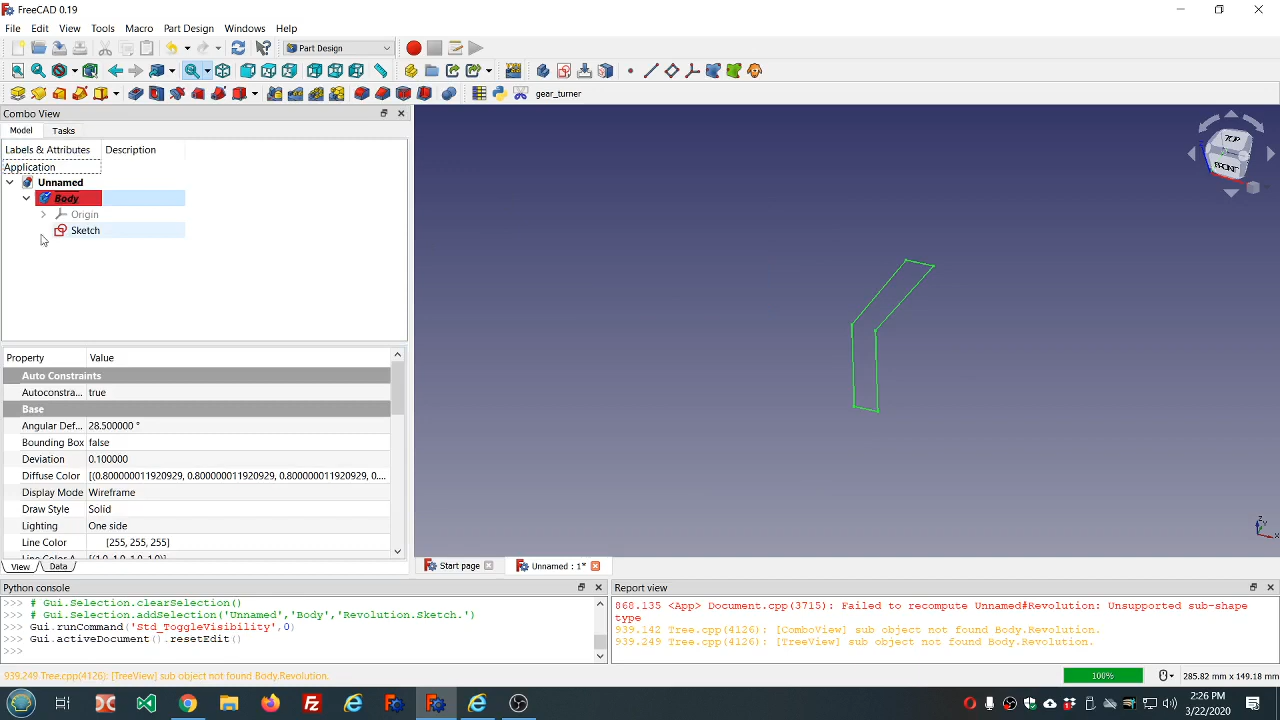 FreeCAD 0.19
File Edit View Tools Macro Part Design Windows Help
Part Design
gear_turner
Combo View
Model Tasks
Labels & Attributes Description
Application
Unnamed
Body
Origin
Sketch
Property Value
Auto Constraints
Autoconstra... true
Base
Angular Def... 28.500000 °
Bounding Box false
Deviation 0.100000
Diffuse Color [(0.800000011920929, 0.800000011920929, 0.800000011920929, 0....
Display Mode Wireframe
Draw Style Solid
Lighting One side
Line Color [255, 255, 255]
View Data
TOP
FRONT
Start page Unnamed : 1*
Python console
>>> # Gui.Selection.clearSelection()
>>> # Gui.Selection.addSelection('Unnamed','Body','Revolution.Sketch.')
>>> Gui.runCommand('Std_ToggleVisibility',0)
>>> Gui.activeDocument().resetEdit()
>>>
Report view
868.135 <App> Document.cpp(3715): Failed to recompute Unnamed#Revolution: Unsupported sub-shape
type
939.142 Tree.cpp(4126): [ComboView] sub object not found Body.Revolution.
939.249 Tree.cpp(4126): [TreeView] sub object not found Body.Revolution.
939.249 Tree.cpp(4126): [TreeView] sub object not found Body.Revolution.
100%
285.82 mm x 149.18 mm
2:26 PM
3/22/2020